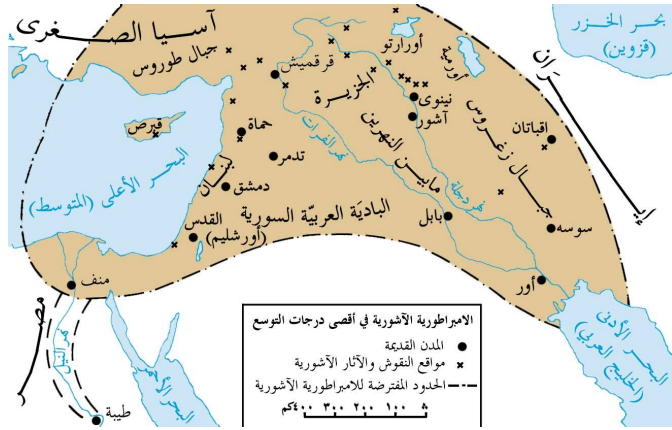 آسيا الصغرى
جبال طوروس
أورارتو
بحر الخزر
(قزوين)
إيران
أورمية
قرقميش
الجزيرة
نينوى
آشور
قبرص
حماة
تدمر
نهر الفرات
مابين النهرين
جبال زغروس
اقباتان
البحر الأعلى (المتوسط)
لبنان
دمشق
نهر دجلة
البادية العربية السورية
بابل
سوسه
القدس
(أورشليم)
منف
أور
مصر
نهر النيل
البحر الأحمر
طيبة
البحر الأدنى
(الخليج العربي)
الامبراطورية الآشورية في أقصى درجات التوسع
المدن القديمة
مواقع النقوش والآثار الآشورية
الحدود المفترضة للامبراطورية الآشورية
٤٠٠كم ٣٠٠ ٢٠٠ ١٠٠